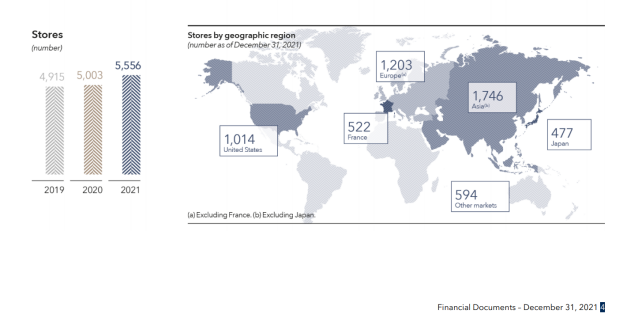 Stores
(number)
4,915
5,003
5,556
2019
2020
2021
Stores by geographic region
(number as of December 31, 2021)
1,203
Europe(a)
1,746
Asia(b)
1,014
United States
522
France
477
Japan
594
Other markets
(a) Excluding France. (b) Excluding Japan.
Financial Documents - December 31, 2021 4